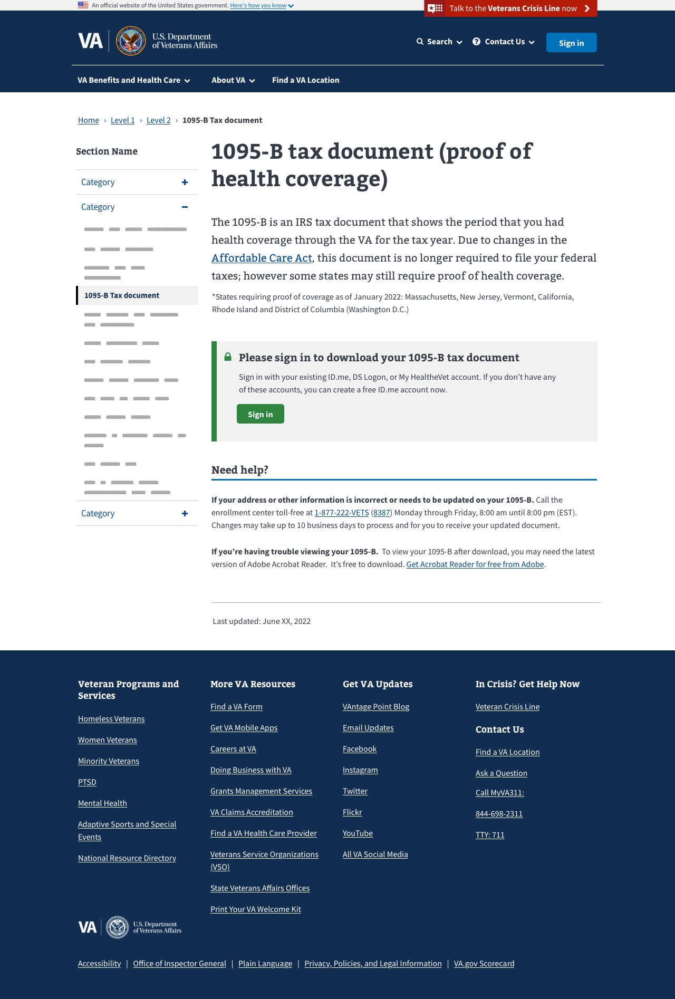 An official website of the United States government. Here's how you know
Talk to the Veterans Crisis Line now
VA
U.S. Department
of Veterans Affairs
Search
Contact Us
Sign in
VA Benefits and Health Care
About VA
Find a VA Location
Home › Level 1 › Level 2 › 1095-B Tax document
Section Name
Category
Category
1095-B Tax document
Category
1095-B tax document (proof of
health coverage)
The 1095-B is an IRS tax document that shows the period that you had
health coverage through the VA for the tax year. Due to changes in the
Affordable Care Act, this document is no longer required to file your federal
taxes; however some states may still require proof of health coverage.
*States requiring proof of coverage as of January 2022: Massachusetts, New Jersey, Vermont, California,
Rhode Island and District of Columbia (Washington D.C.)
Please sign in to download your 1095-B tax document
Sign in with your existing ID.me, DS Logon, or My HealtheVet account. If you don't have any
of these accounts, you can create a free ID.me account now.
Sign in
Need help?
If your address or other information is incorrect or needs to be updated on your 1095-B. Call the
enrollment center toll-free at 1-877-222-VETS (8387) Monday through Friday, 8:00 am until 8:00 pm (EST).
Changes may take up to 10 business days to process and for you to receive your updated document.
If you're having trouble viewing your 1095-B. To view your 1095-B after download, you may need the latest
version of Adobe Acrobat Reader. It's free to download. Get Acrobat Reader for free from Adobe.
Last updated: June XX, 2022
Veteran Programs and
Services
Homeless Veterans
Women Veterans
Minority Veterans
PTSD
Mental Health
Adaptive Sports and Special
Events
National Resource Directory
More VA Resources
Find a VA Form
Get VA Mobile Apps
Careers at VA
Doing Business with VA
Grants Management Services
VA Claims Accreditation
Find a VA Health Care Provider
Veterans Service Organizations
(VSO)
State Veterans Affairs Offices
Print Your VA Welcome Kit
Get VA Updates
VAntage Point Blog
Email Updates
Facebook
Instagram
Twitter
Flickr
YouTube
All VA Social Media
In Crisis? Get Help Now
Veteran Crisis Line
Contact Us
Find a VA Location
Ask a Question
Call MyVA311:
844-698-2311
TTY: 711
VA
U.S. Department
of Veterans Affairs
Accessibility | Office of Inspector General | Plain Language | Privacy, Policies, and Legal Information | VA.gov Scorecard